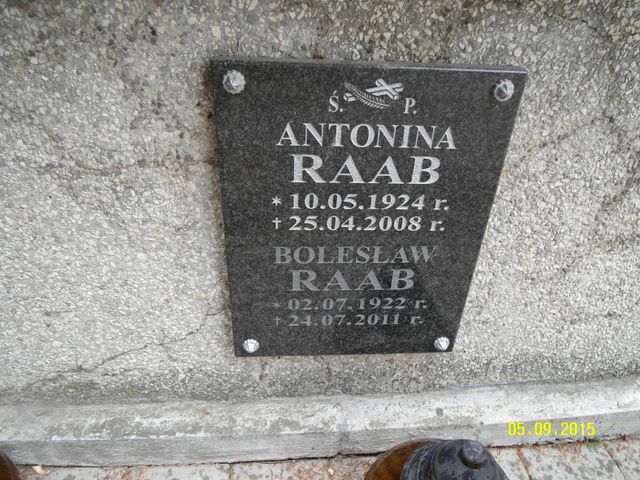 Ś. P.
ANTONINA
RAAB
* 10.05.1924 r.
† 25.04.2008 r.
BOLESŁAW
RAAB
* 02.07.1922 r.
† 24.07.2011 r.
05.09.2015